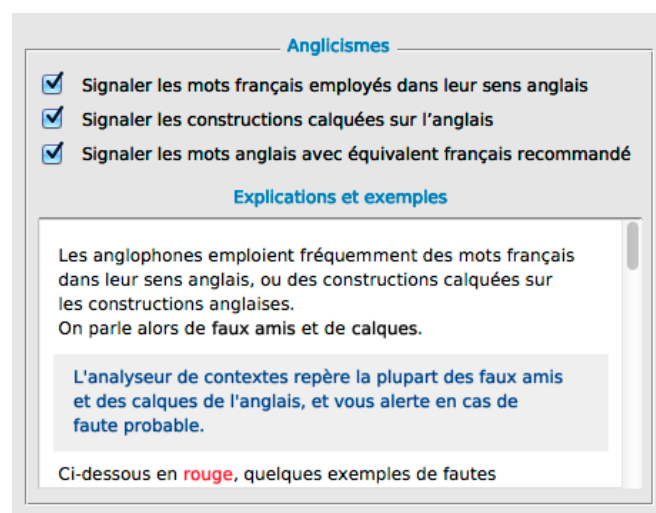 Anglicismes
Signaler les mots français employés dans leur sens anglais
Signaler les constructions calquées sur l'anglais
Signaler les mots anglais avec équivalent français recommandé
Explications et exemples
Les anglophones emploient fréquemment des mots français
dans leur sens anglais, ou des constructions calquées sur
les constructions anglaises.
On parle alors de faux amis et de calques.
L'analyseur de contextes repère la plupart des faux amis
et des calques de l'anglais, et vous alerte en cas de
faute probable.
Ci-dessous en rouge, quelques exemples de fautes